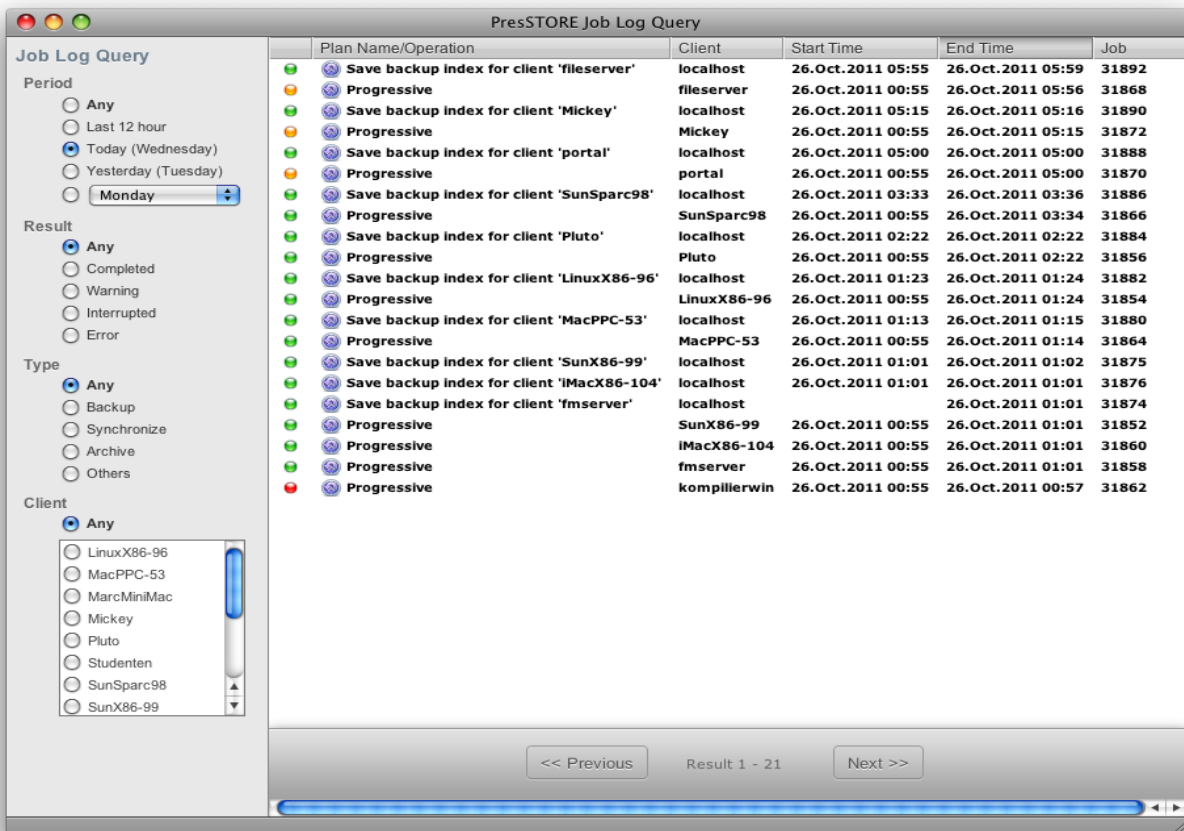 PresSTORE Job Log Query
Job Log Query
Period
Any
Last 12 hour
Today (Wednesday)
Yesterday (Tuesday)
Monday
Result
Any
Completed
Warning
Interrupted
Error
Type
Any
Backup
Synchronize
Archive
Others
Client
Any
LinuxX86-96
MacPPC-53
MarcMiniMac
Mickey
Pluto
Studenten
SunSparc98
SunX86-99
Plan Name/Operation Client Start Time End Time Job
Save backup index for client 'fileserver' localhost 26.Oct.2011 05:55 26.Oct.2011 05:59 31892
Progressive fileserver 26.Oct.2011 00:55 26.Oct.2011 05:56 31868
Save backup index for client 'Mickey' localhost 26.Oct.2011 05:15 26.Oct.2011 05:16 31890
Progressive Mickey 26.Oct.2011 00:55 26.Oct.2011 05:15 31872
Save backup index for client 'portal' localhost 26.Oct.2011 05:00 26.Oct.2011 05:00 31888
Progressive portal 26.Oct.2011 00:55 26.Oct.2011 05:00 31870
Save backup index for client 'SunSparc98' localhost 26.Oct.2011 03:33 26.Oct.2011 03:36 31886
Progressive SunSparc98 26.Oct.2011 00:55 26.Oct.2011 03:34 31866
Save backup index for client 'Pluto' localhost 26.Oct.2011 02:22 26.Oct.2011 02:22 31884
Progressive Pluto 26.Oct.2011 00:55 26.Oct.2011 02:22 31856
Save backup index for client 'LinuxX86-96' localhost 26.Oct.2011 01:23 26.Oct.2011 01:24 31882
Progressive LinuxX86-96 26.Oct.2011 00:55 26.Oct.2011 01:24 31854
Save backup index for client 'MacPPC-53' localhost 26.Oct.2011 01:13 26.Oct.2011 01:15 31880
Progressive MacPPC-53 26.Oct.2011 00:55 26.Oct.2011 01:14 31864
Save backup index for client 'SunX86-99' localhost 26.Oct.2011 01:01 26.Oct.2011 01:02 31875
Save backup index for client 'iMacX86-104' localhost 26.Oct.2011 01:01 26.Oct.2011 01:01 31876
Save backup index for client 'fmserver' localhost 26.Oct.2011 01:01 31874
Progressive SunX86-99 26.Oct.2011 00:55 26.Oct.2011 01:01 31852
Progressive iMacX86-104 26.Oct.2011 00:55 26.Oct.2011 01:01 31860
Progressive fmserver 26.Oct.2011 00:55 26.Oct.2011 01:01 31858
Progressive kompilierwin 26.Oct.2011 00:55 26.Oct.2011 00:57 31862
<< Previous Result 1 - 21 Next >>